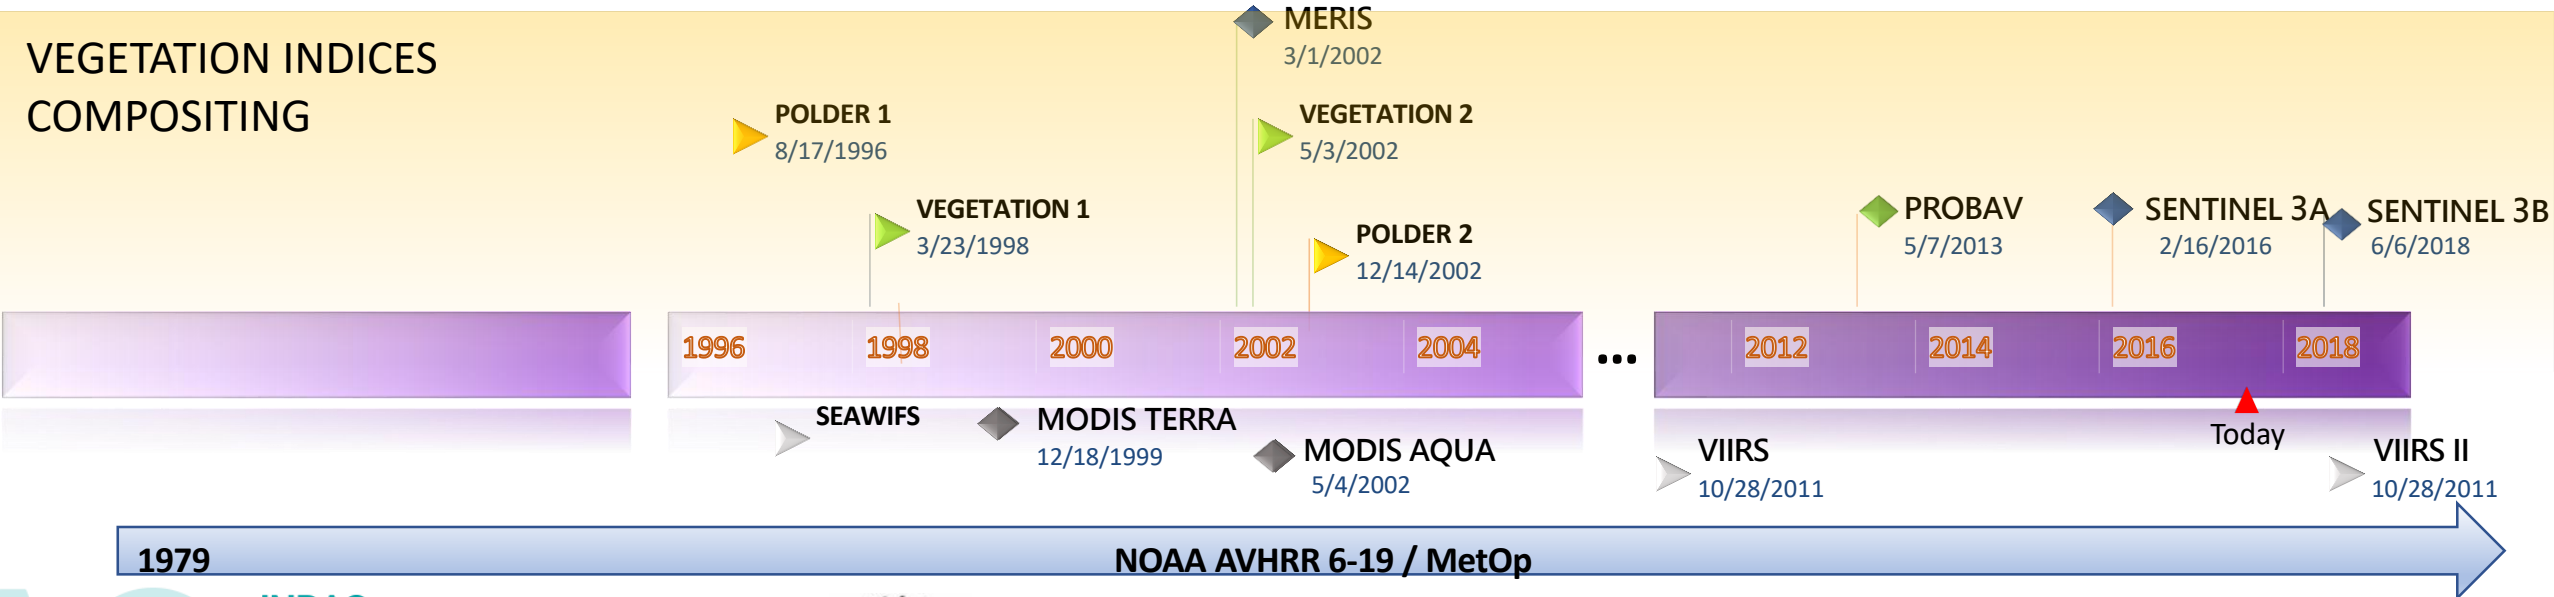 VEGETATION INDICES
COMPOSITING
MERIS
3/1/2002
POLDER 1
8/17/1996
VEGETATION 2
5/3/2002
VEGETATION 1
3/23/1998
POLDER 2
12/14/2002
PROBAV
5/7/2013
SENTINEL 3A
2/16/2016
SENTINEL 3B
6/6/2018
1996 1998 2000 2002 2004 ... 2012 2014 2016 2018
SEAWIFS
MODIS TERRA
12/18/1999
MODIS AQUA
5/4/2002
VIIRS
10/28/2011
Today
VIIRS II
10/28/2011
1979 NOAA AVHRR 6-19 / MetOp